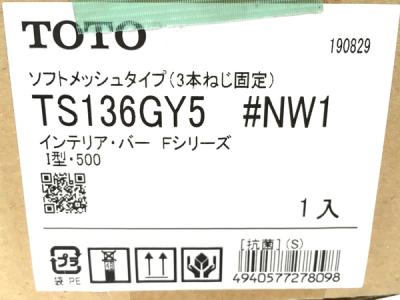 TOTO
190829
ソフトメッシュタイプ(3本ねじ固定)
TS136GY5 #NW1
インテリア・バー Fシリーズ
I型・500
1入
[抗菌](S)
プラ
袋 PE
4940577278098